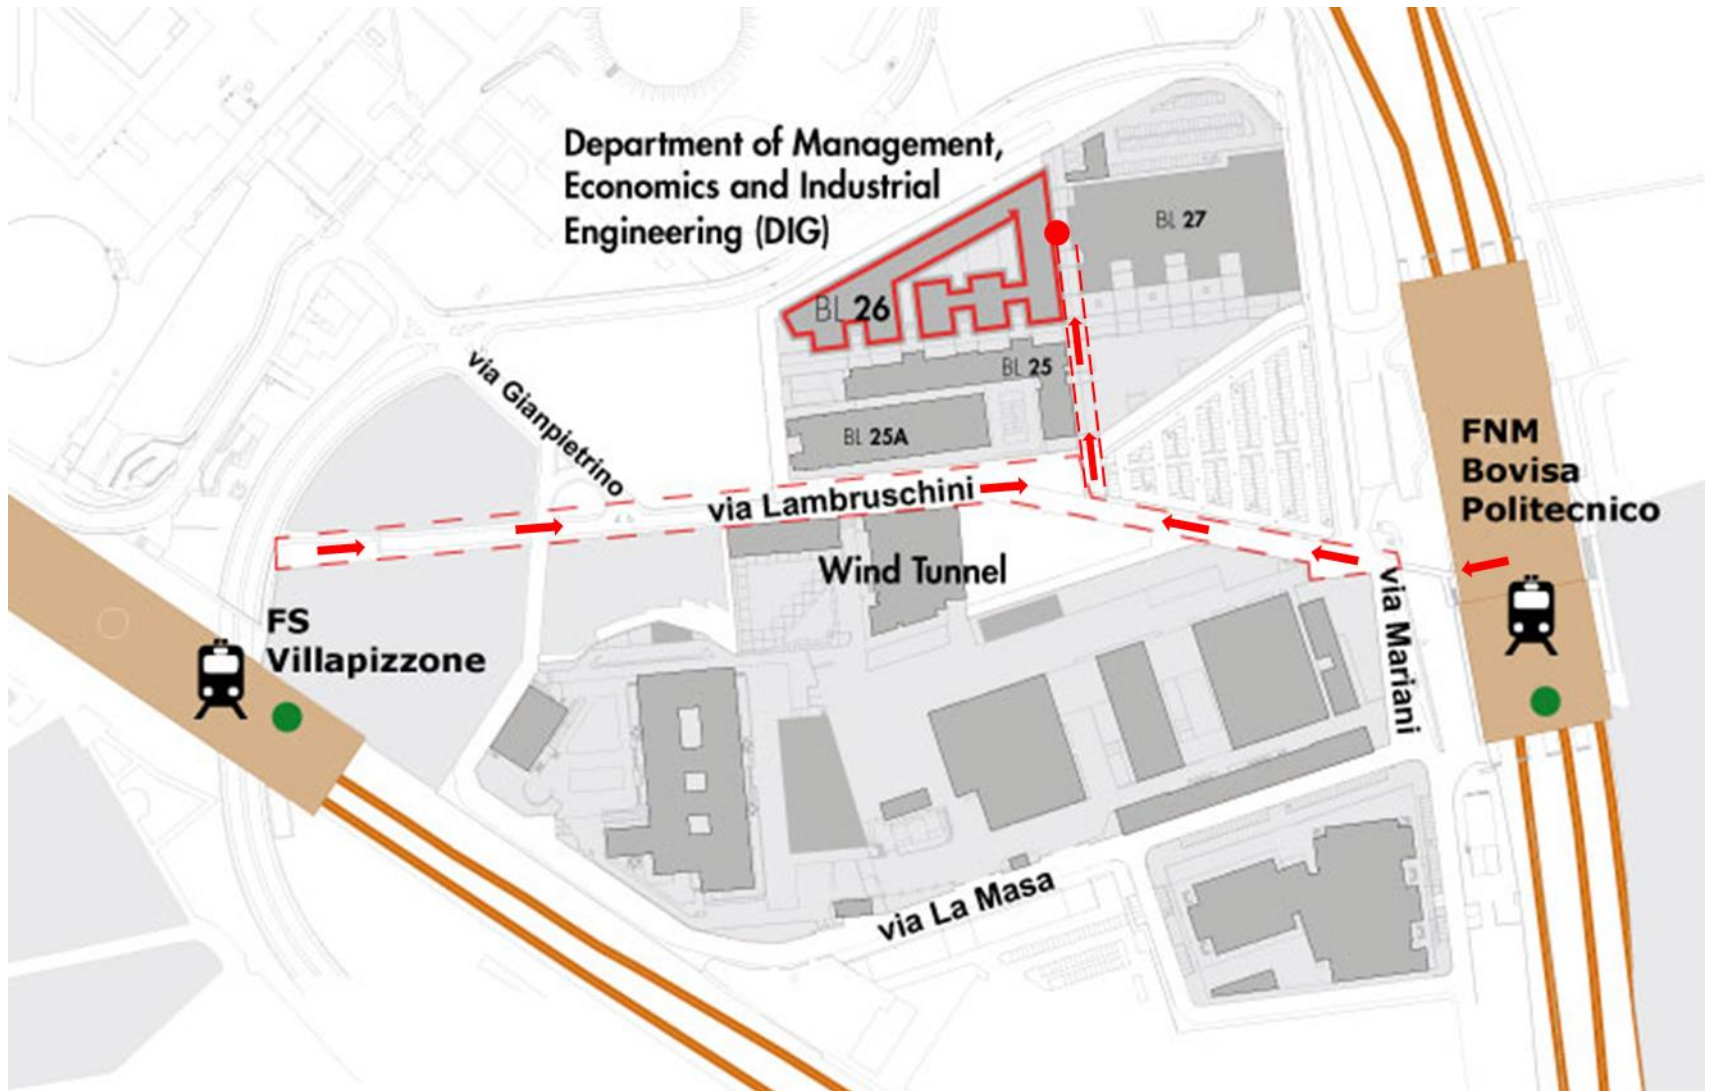 Department of Management,
Economics and Industrial
Engineering (DIG)
BL 27
BL 26
via Gianpietrino
BL 25
BL 25A
FNM
Bovisa
Politecnico
via Lambruschini
Wind Tunnel
via Mariani
FS
Villapizzone
via La Masa